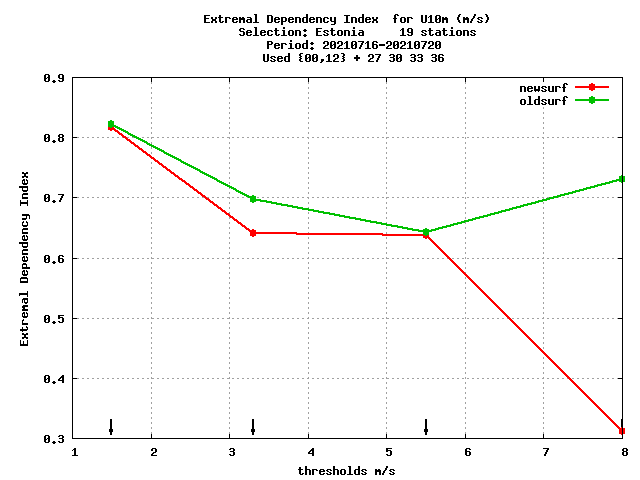 Extremal Dependency Index  for U10m (m/s)
Selection: Estonia     19 stations
Period: 20210716-20210720
Used {00,12} + 27 30 33 36
newsurf
oldsurf
Extremal Dependency Index
0.9
0.8
0.7
0.6
0.5
0.4
0.3
1 2 3 4 5 6 7 8
thresholds m/s